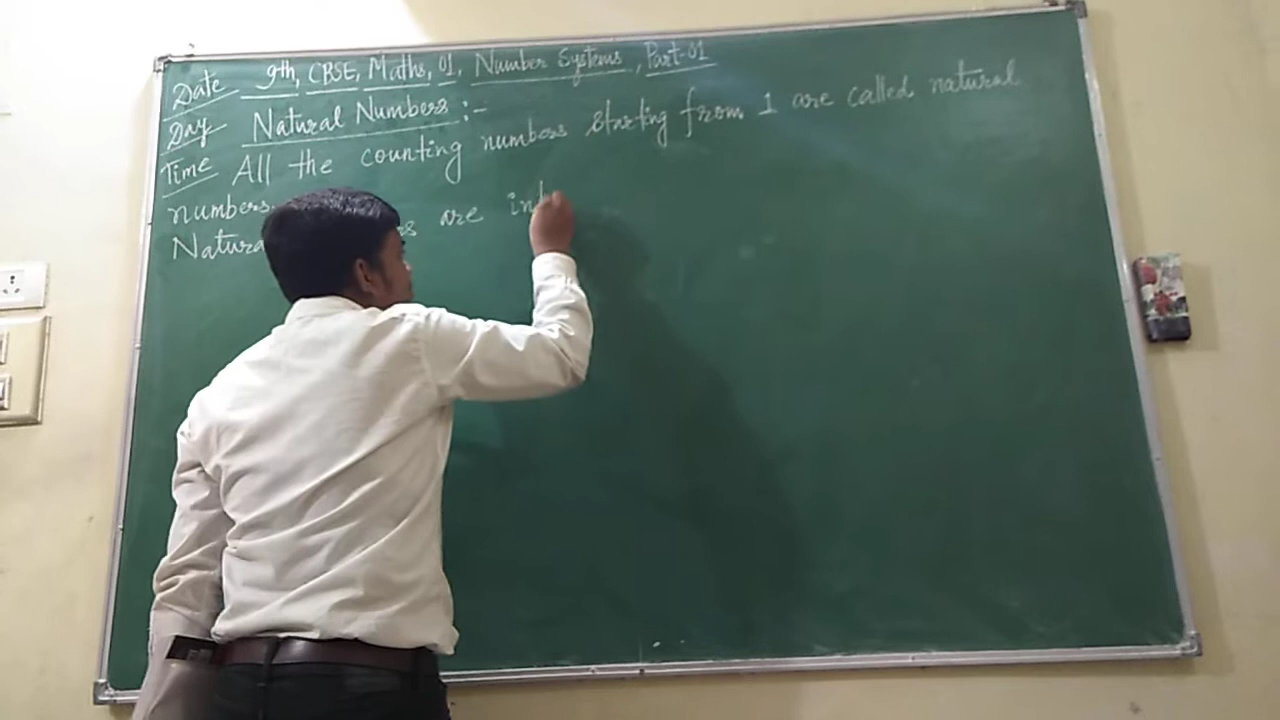 Date 9th, CBSE, Maths, 01, Number Systems, Part-01
Day Natural Numbers :-
Time All the counting numbers starting from 1 are called natural
numbers.
are